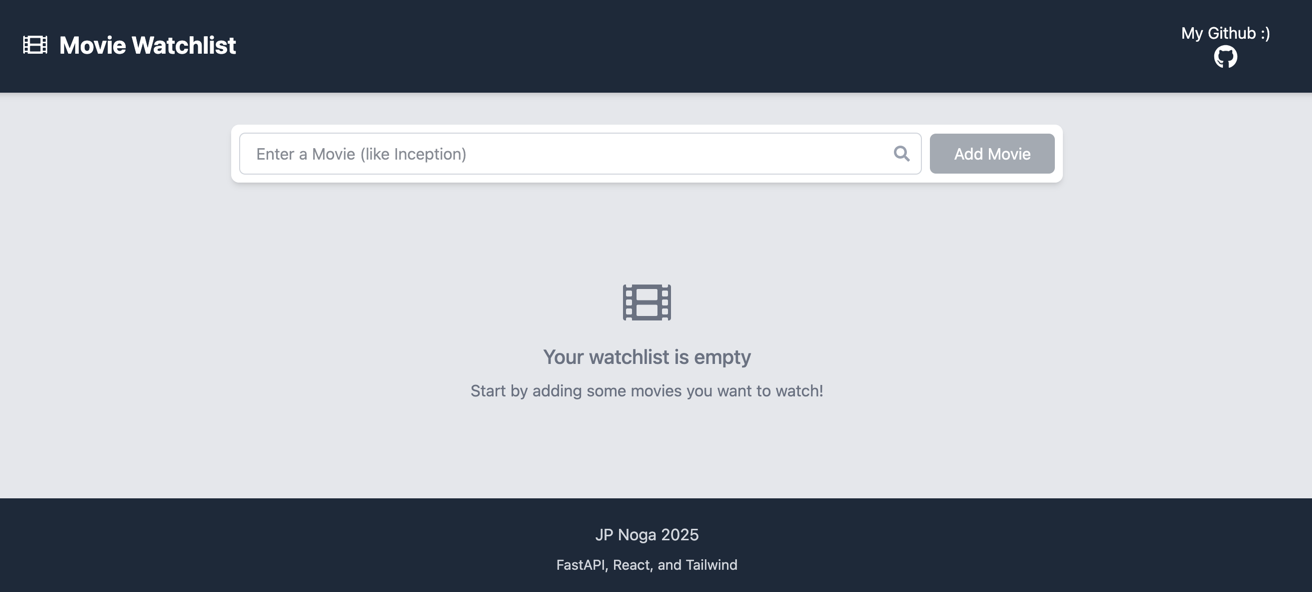 Movie Watchlist
My Github :)
Enter a Movie (like Inception)
Add Movie
Your watchlist is empty
Start by adding some movies you want to watch!
JP Noga 2025
FastAPI, React, and Tailwind